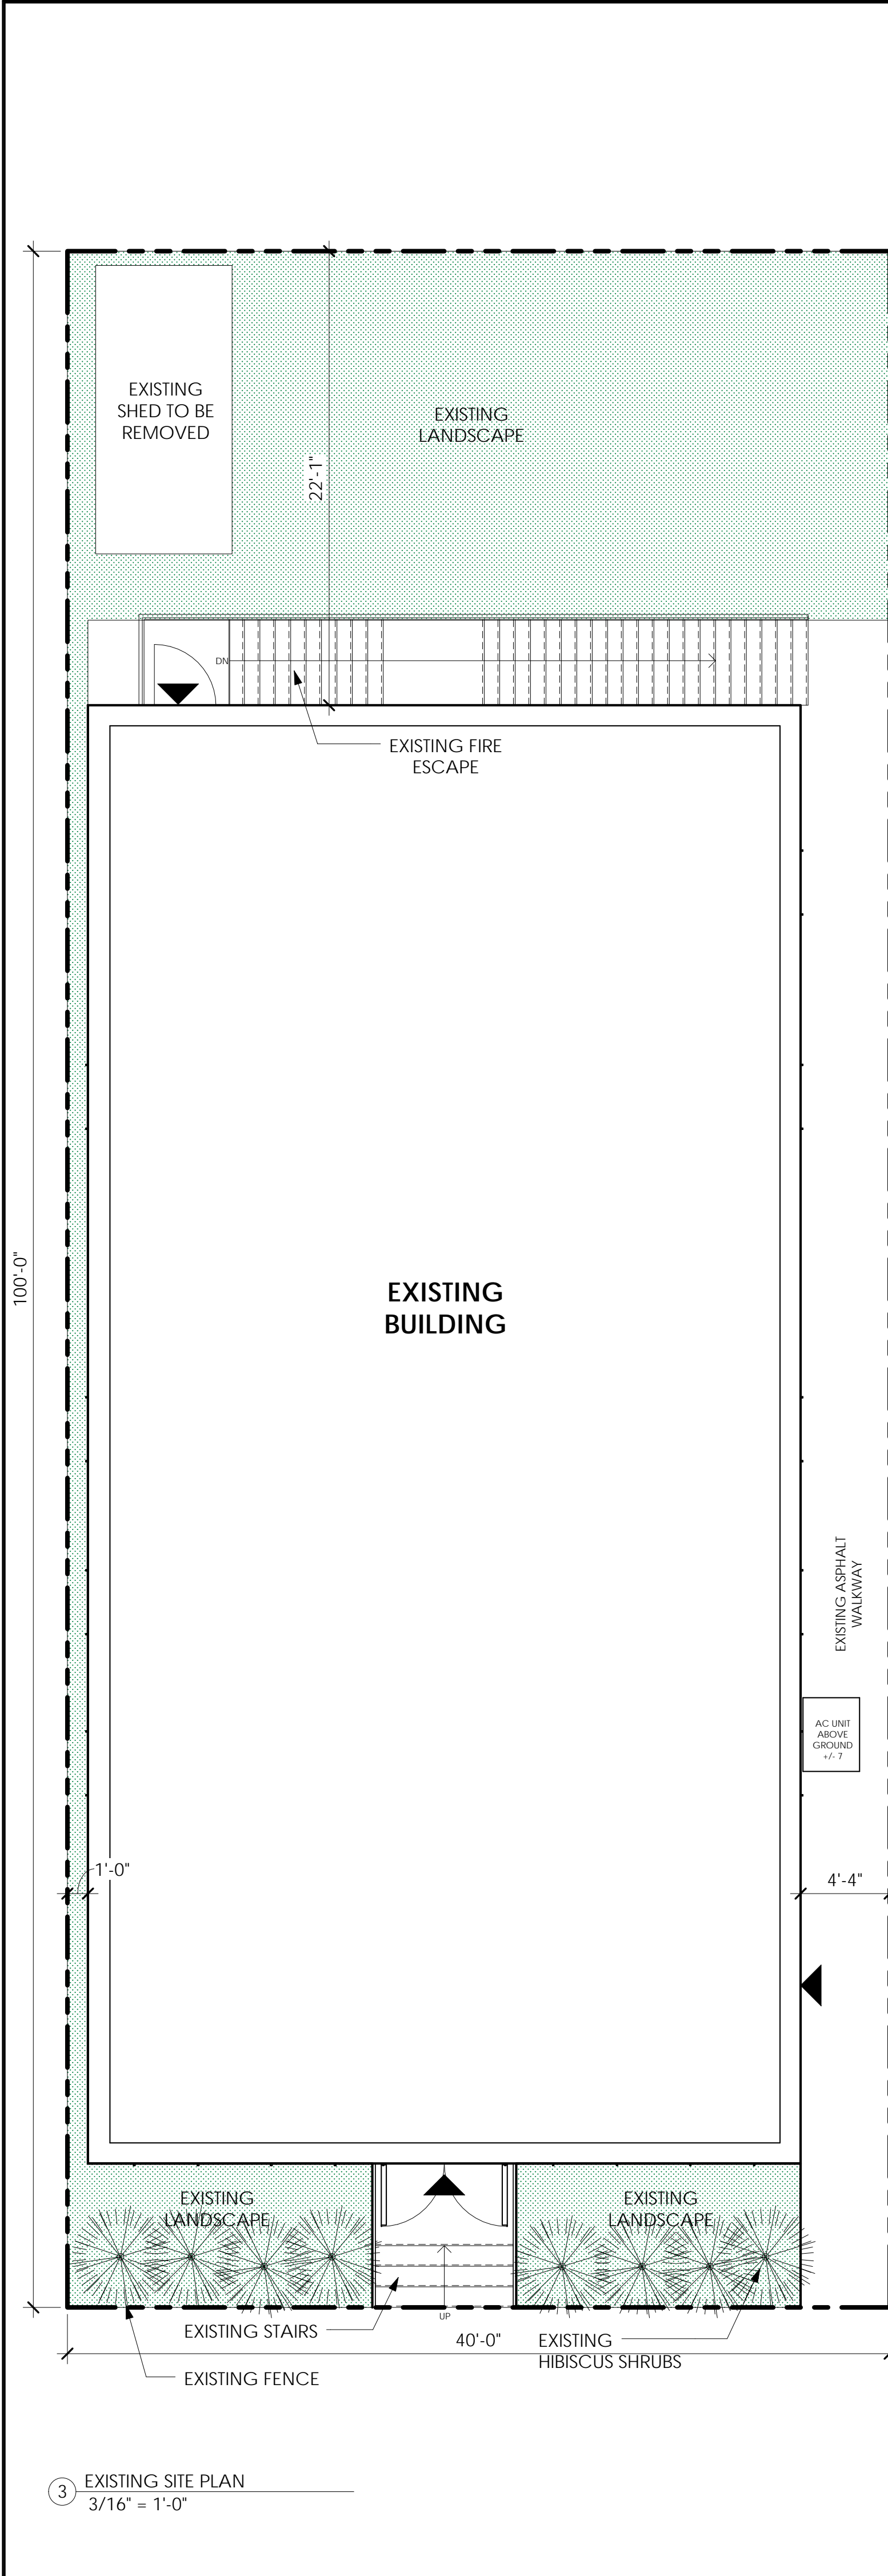 EXISTING
SHED TO BE
REMOVED
EXISTING
LANDSCAPE
22'-1"
DN
EXISTING FIRE
ESCAPE
100'-0"
EXISTING
BUILDING
EXISTING ASPHALT
WALKWAY
AC UNIT
ABOVE
GROUND
+/- 7
1'-0"
4'-4"
EXISTING
LANDSCAPE
EXISTING
LANDSCAPE
UP
EXISTING STAIRS
40'-0"
EXISTING
HIBISCUS SHRUBS
EXISTING FENCE
3
EXISTING SITE PLAN
3/16" = 1'-0"